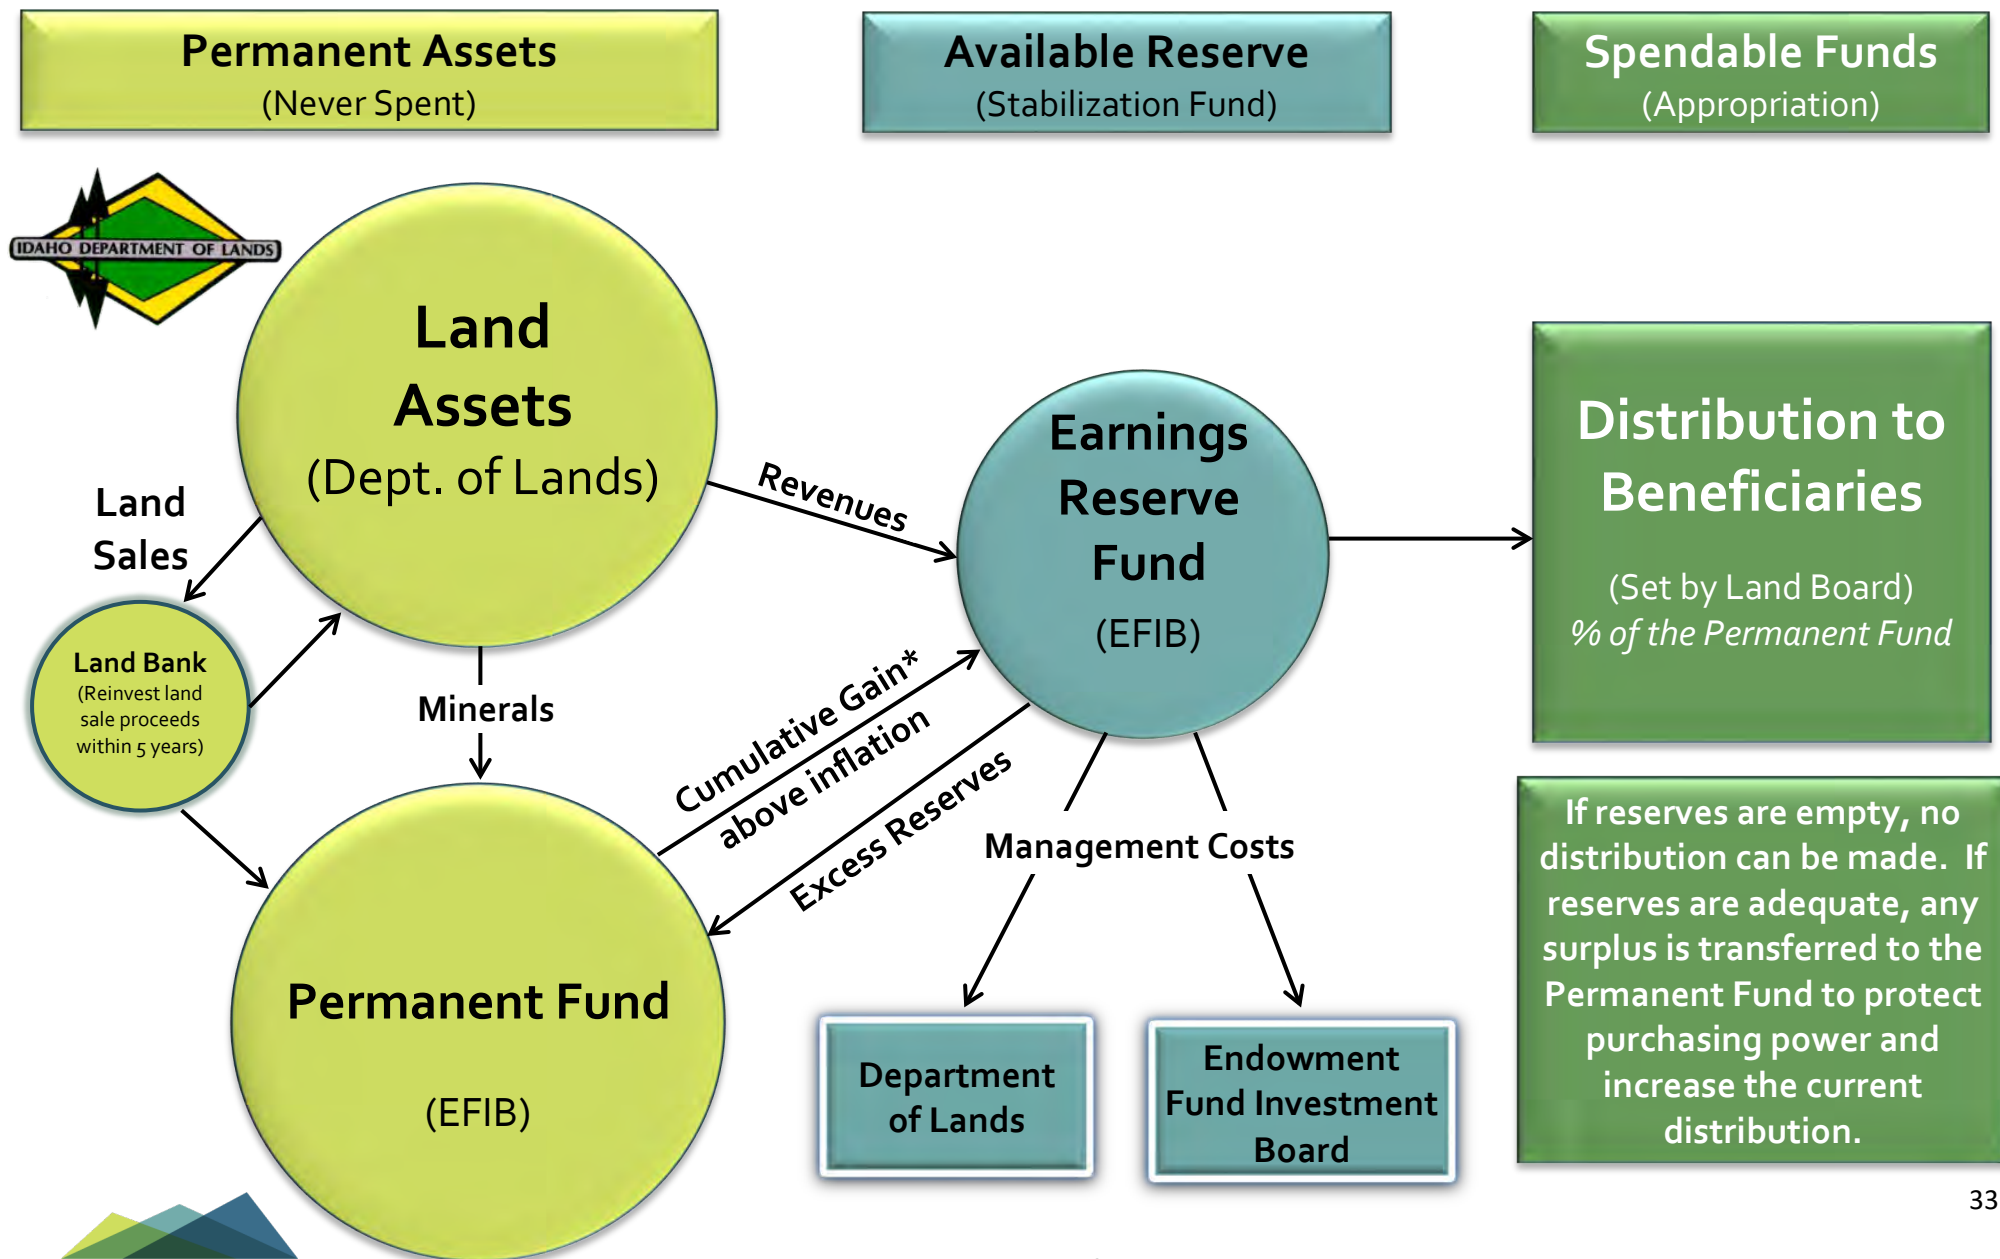 Permanent Assets
(Never Spent)
Available Reserve
(Stabilization Fund)
Spendable Funds
(Appropriation)
IDAHO DEPARTMENT OF LANDS
Land
Assets
(Dept. of Lands)
Land
Sales
Land Bank
(Reinvest land
sale proceeds
within 5 years)
Minerals
Permanent Fund
(EFIB)
Revenues
Cumulative Gain*
above inflation
Excess Reserves
Earnings
Reserve
Fund
(EFIB)
Management Costs
Department
of Lands
Endowment
Fund Investment
Board
Distribution to
Beneficiaries
(Set by Land Board)
% of the Permanent Fund
If reserves are empty, no
distribution can be made.  If
reserves are adequate, any
surplus is transferred to the
Permanent Fund to protect
purchasing power and
increase the current
distribution.
33